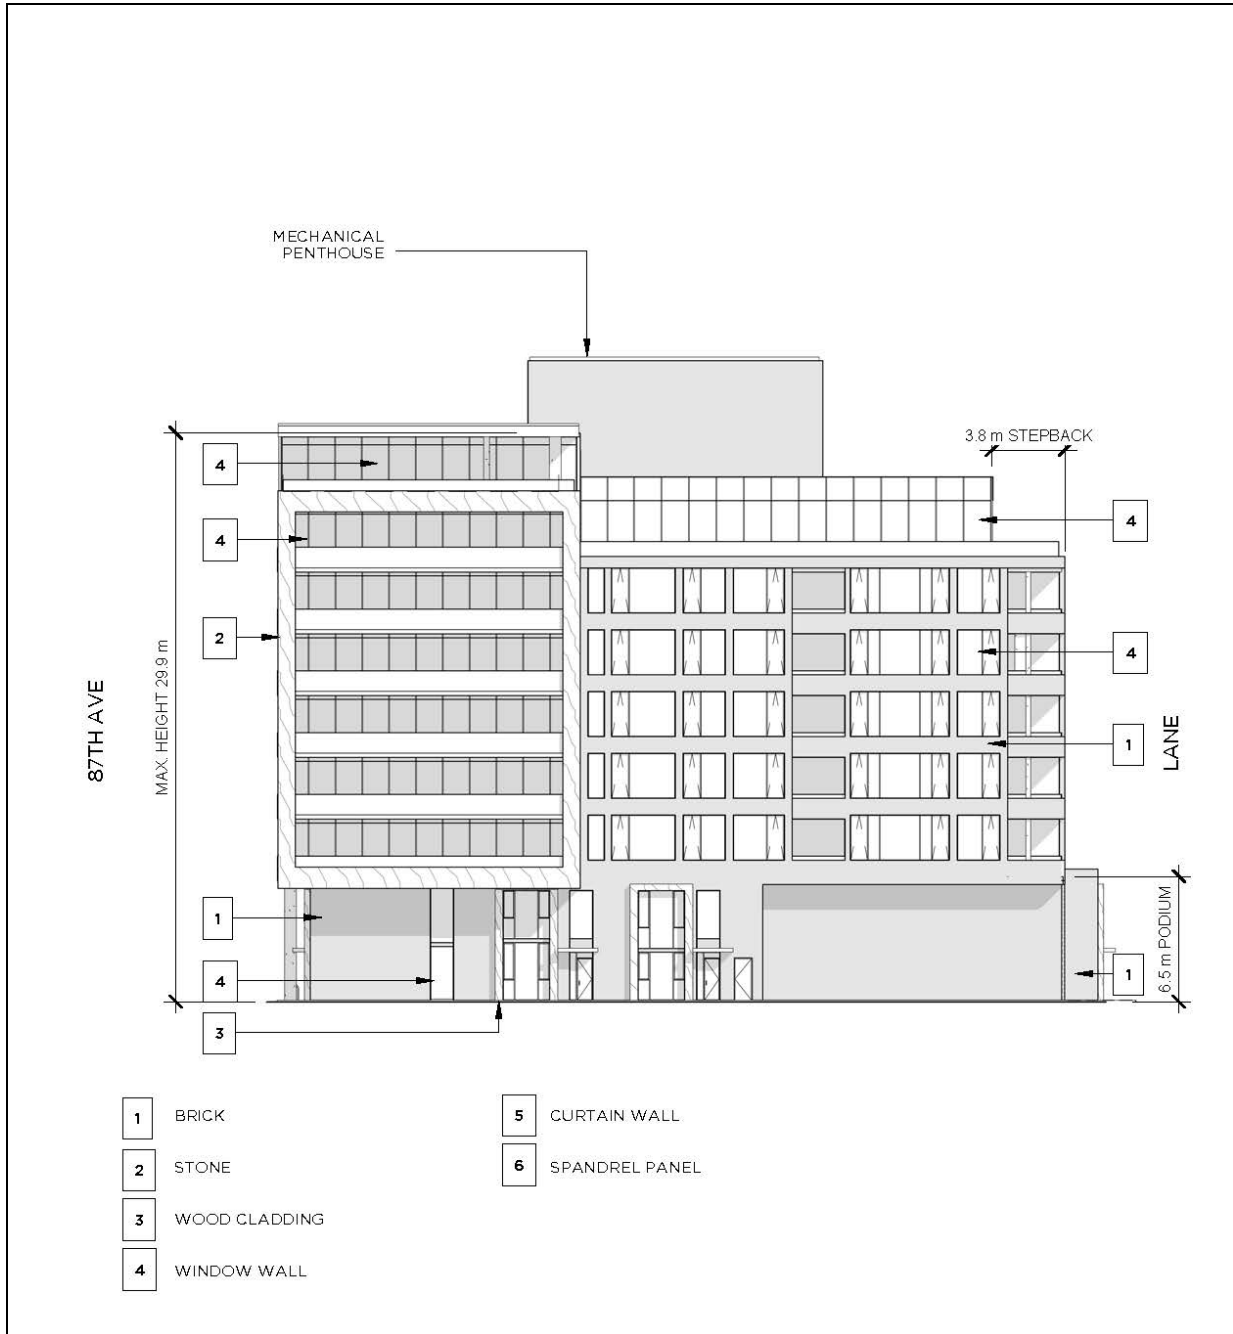 MECHANICAL
PENTHOUSE
3.8 m STEPBACK
4
4
4
2
4
1
87TH AVE
MAX. HEIGHT 29.9 m
LANE
6.5 m PODIUM
1
4
1
3
1 BRICK
2 STONE
3 WOOD CLADDING
4 WINDOW WALL
5 CURTAIN WALL
6 SPANDREL PANEL